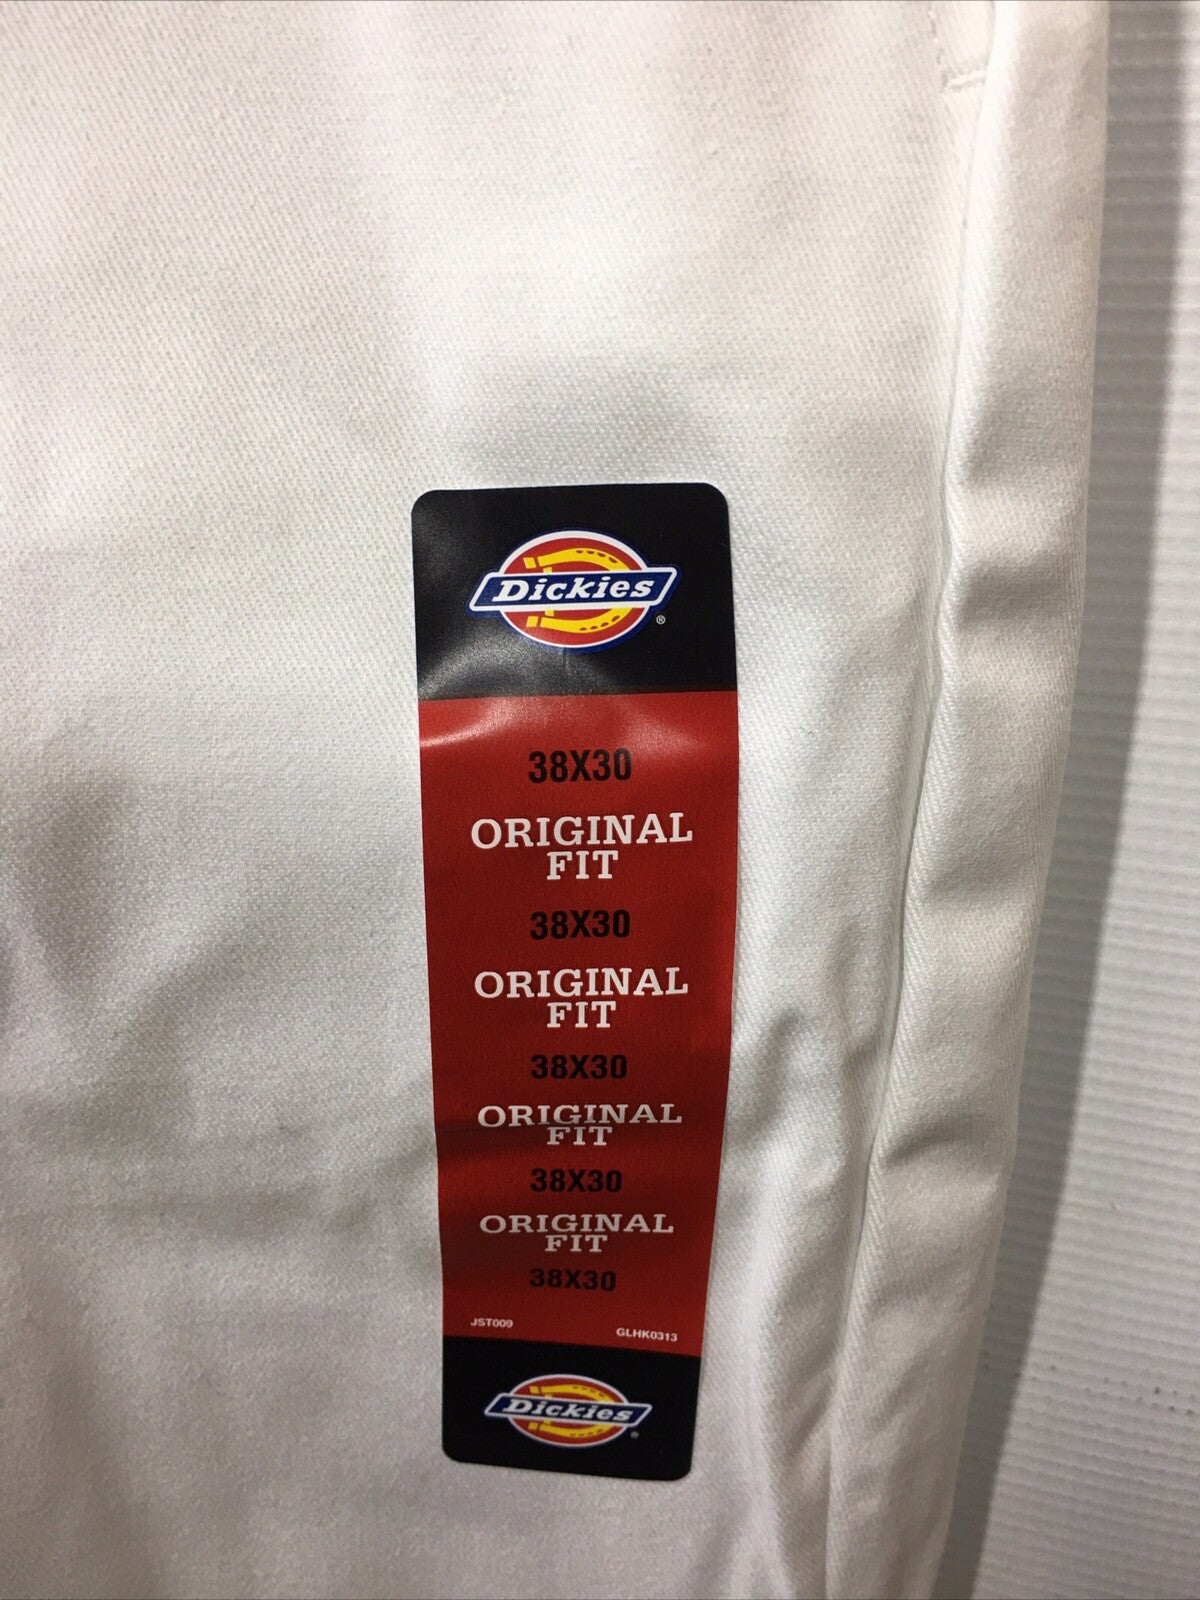 Dickies
®
38X30
ORIGINAL
FIT
38X30
ORIGINAL
FIT
38X30
ORIGINAL
FIT
38X30
ORIGINAL
FIT
38X30
JST009 GLHK0313
Dickies
®